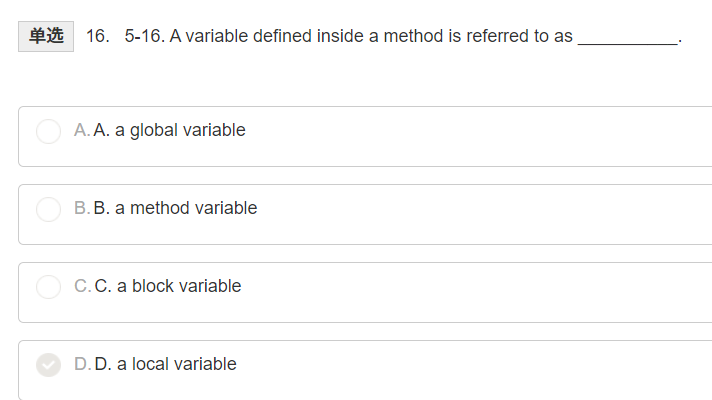 单选 16. 5-16. A variable defined inside a method is referred to as __________.
A. A. a global variable
B. B. a method variable
C. C. a block variable
D. D. a local variable